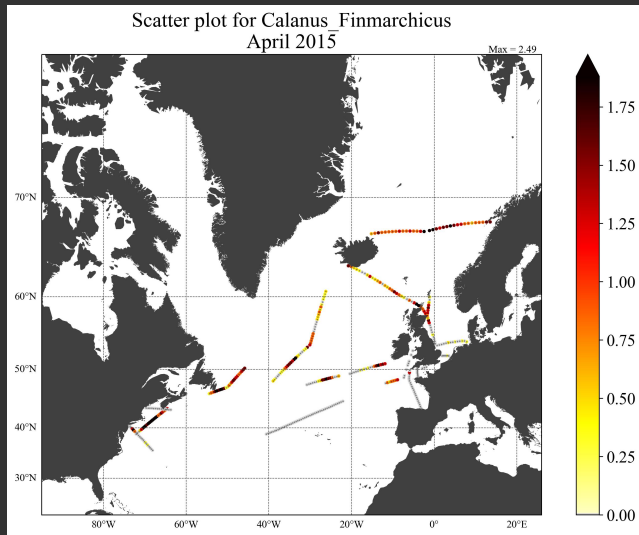 Scatter plot for Calanus_Finmarchicus
April 2015
Max = 2.49
70°N
60°N
50°N
40°N
30°N
80°W
60°W
40°W
20°W
0°
20°E
1.75
1.50
1.25
1.00
0.75
0.50
0.25
0.00